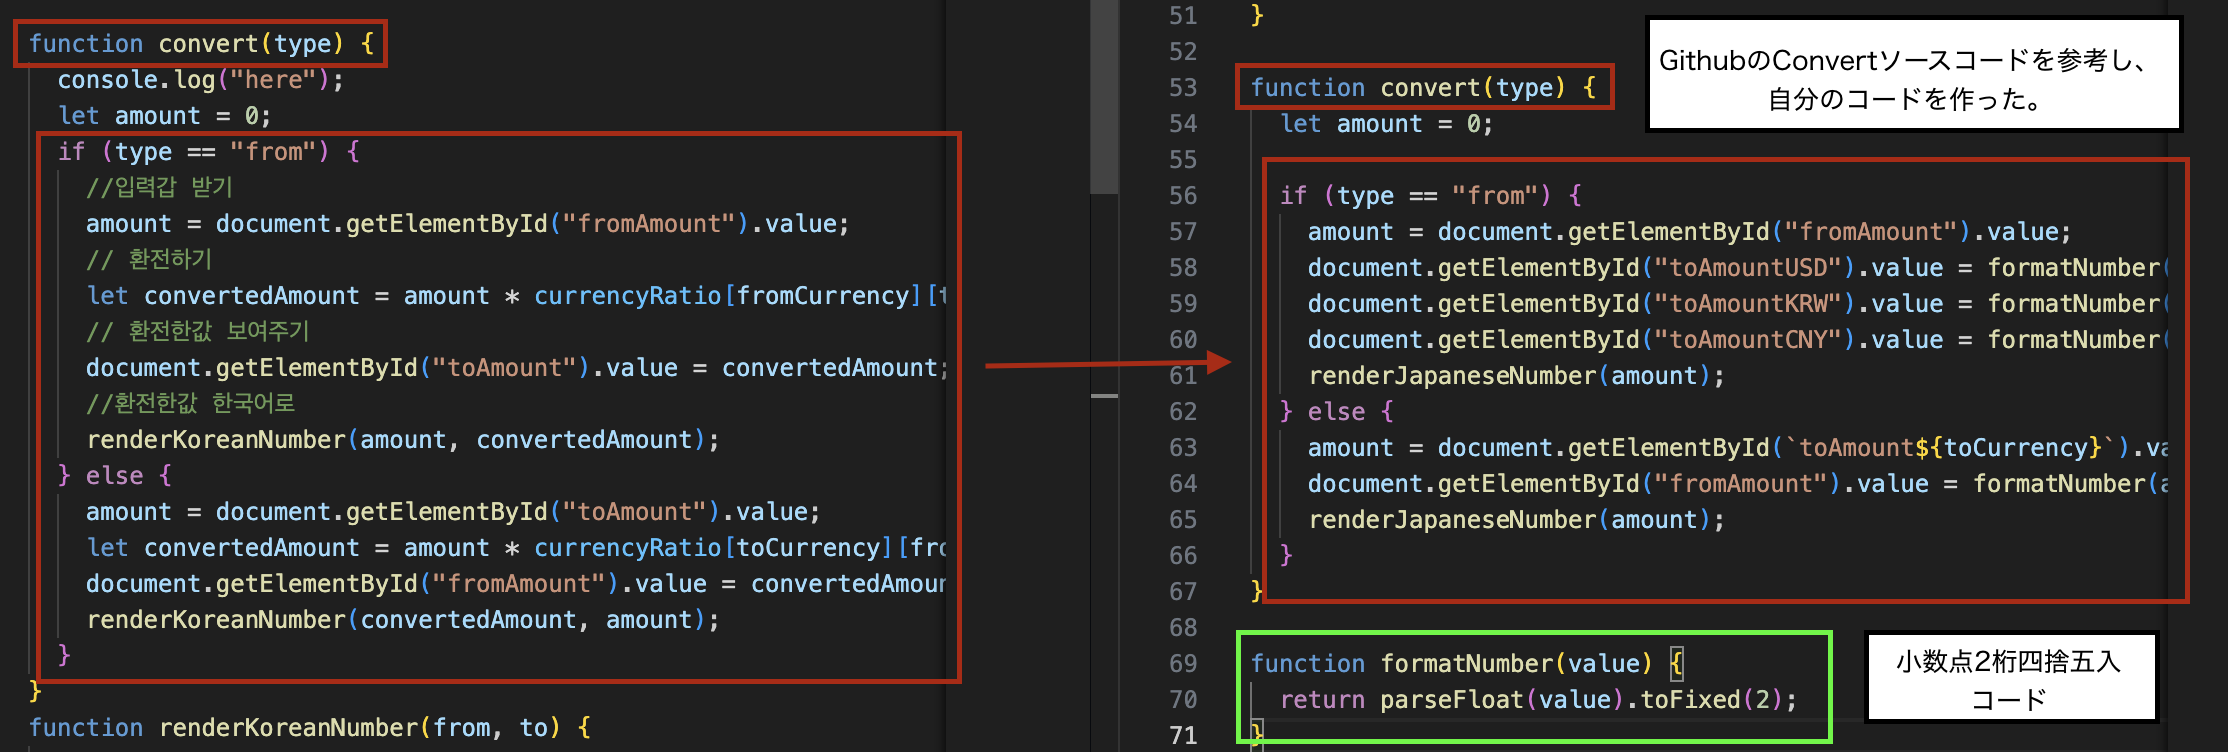 function convert(type) {
console.log("here");
let amount = 0;
if (type == "from") {
//입력갑 받기
amount = document.getElementById("fromAmount").value;
// 환전하기
let convertedAmount = amount * currencyRatio[fromCurrency][t
// 환전한값 보여주기
document.getElementById("toAmount").value = convertedAmount;
//환전한값 한국어로
renderKoreanNumber(amount, convertedAmount);
} else {
amount = document.getElementById("toAmount").value;
let convertedAmount = amount * currencyRatio[toCurrency][fro
document.getElementById("fromAmount").value = convertedAmoun
renderKoreanNumber(convertedAmount, amount);
}
}
function renderKoreanNumber(from, to) {
51 }
52
53 function convert(type) {
54 let amount = 0;
55
56 if (type == "from") {
57 amount = document.getElementById("fromAmount").value;
58 document.getElementById("toAmountUSD").value = formatNumber(
59 document.getElementById("toAmountKRW").value = formatNumber(
60 document.getElementById("toAmountCNY").value = formatNumber(
61 renderJapaneseNumber(amount);
62 } else {
63 amount = document.getElementById(`toAmount${toCurrency}`).va
64 document.getElementById("fromAmount").value = formatNumber(a
65 renderJapaneseNumber(amount);
66 }
67 }
68
69 function formatNumber(value) {
70 return parseFloat(value).toFixed(2);
71 }
GithubのConvertソースコードを参考し、
自分のコードを作った。
小数点2桁四捨五入
コード